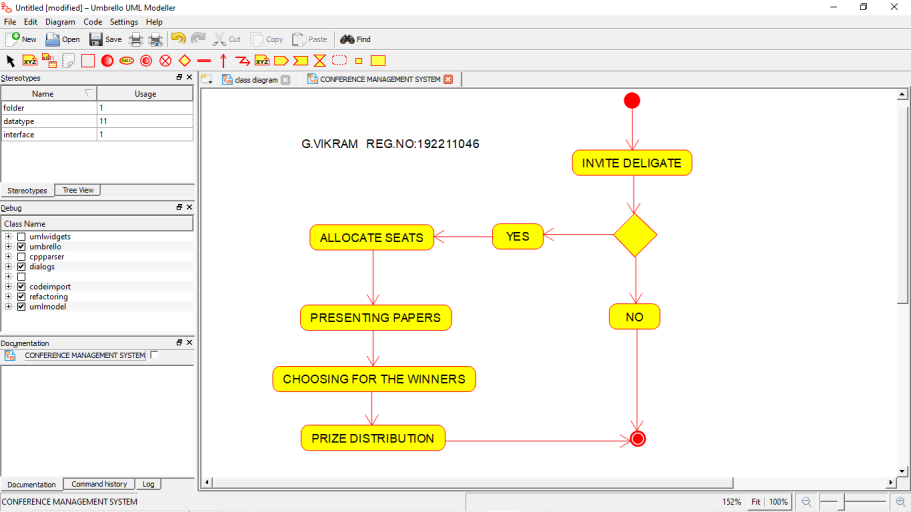 Untitled [modified] – Umbrello UML Modeller
File Edit Diagram Code Settings Help
New Open Save Cut Copy Paste Find
XYZ ABC XYZ
Stereotypes
class diagram CONFERENCE MANAGEMENT SYSTEM
Name Usage
folder 1
datatype 11
interface 1
Stereotypes Tree View
Debug
Class Name
umlwidgets
umbrello
cppparser
dialogs
codeimport
refactoring
umlmodel
Documentation
CONFERENCE MANAGEMENT SYSTEM
Documentation Command history Log
G.VIKRAM REG.NO:192211046
INVITE DELIGATE
ALLOCATE SEATS
YES
PRESENTING PAPERS
NO
CHOOSING FOR THE WINNERS
PRIZE DISTRIBUTION
CONFERENCE MANAGEMENT SYSTEM
152% Fit 100%